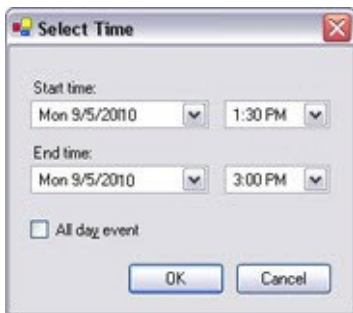 Select Time
Start time:
Mon 9/5/2010 1:30 PM
End time:
Mon 9/5/2010 3:00 PM
All day event
OK Cancel